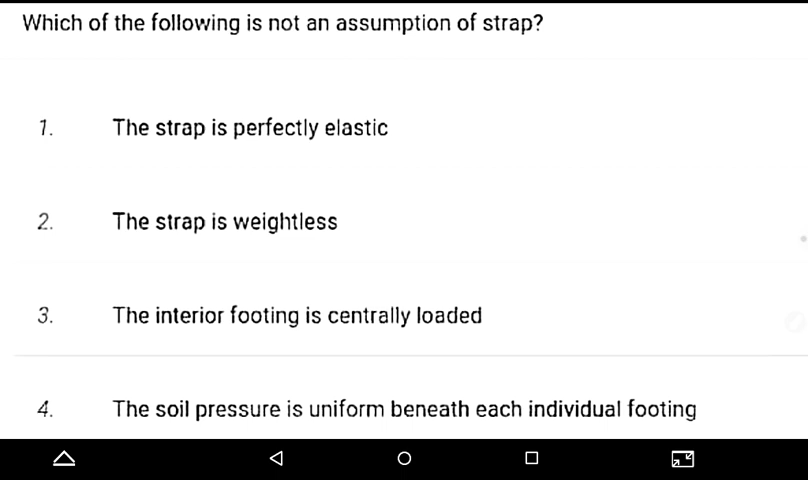 Which of the following is not an assumption of strap?
1. The strap is perfectly elastic
2. The strap is weightless
3. The interior footing is centrally loaded
4. The soil pressure is uniform beneath each individual footing